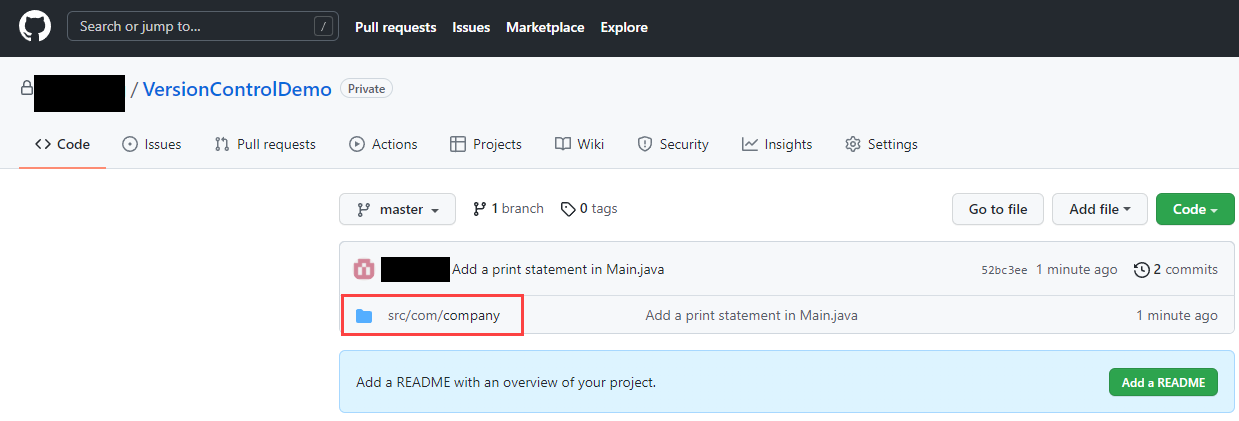 Search or jump to... / Pull requests Issues Marketplace Explore
/ VersionControlDemo Private
<> Code Issues Pull requests Actions Projects Wiki Security Insights Settings
master 1 branch 0 tags Go to file Add file Code
Add a print statement in Main.java 52bc3ee 1 minute ago 2 commits
src/com/company Add a print statement in Main.java 1 minute ago
Add a README with an overview of your project. Add a README